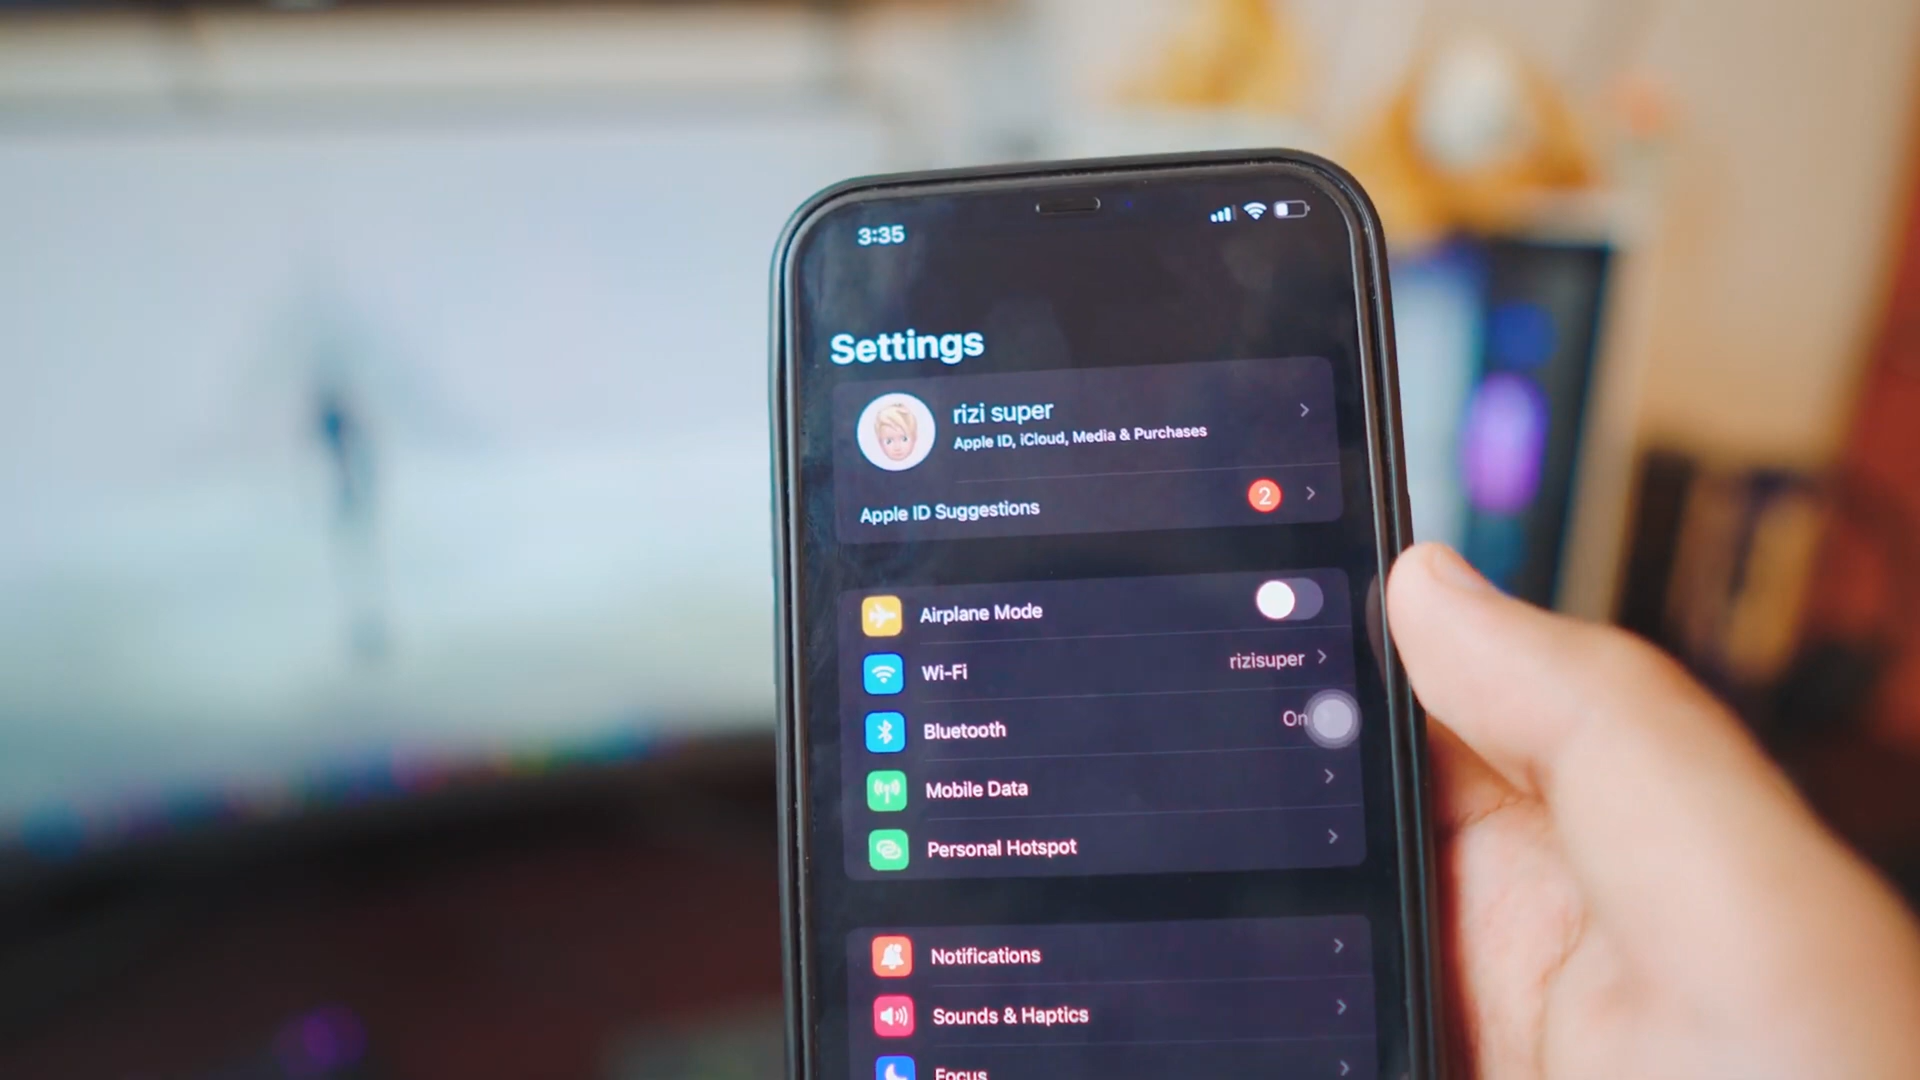 3:35
Settings
rizi super
Apple ID, iCloud, Media & Purchases
Apple ID Suggestions 2
Airplane Mode
Wi-Fi rizisuper
Bluetooth On
Mobile Data
Personal Hotspot
Notifications
Sounds & Haptics
Focus